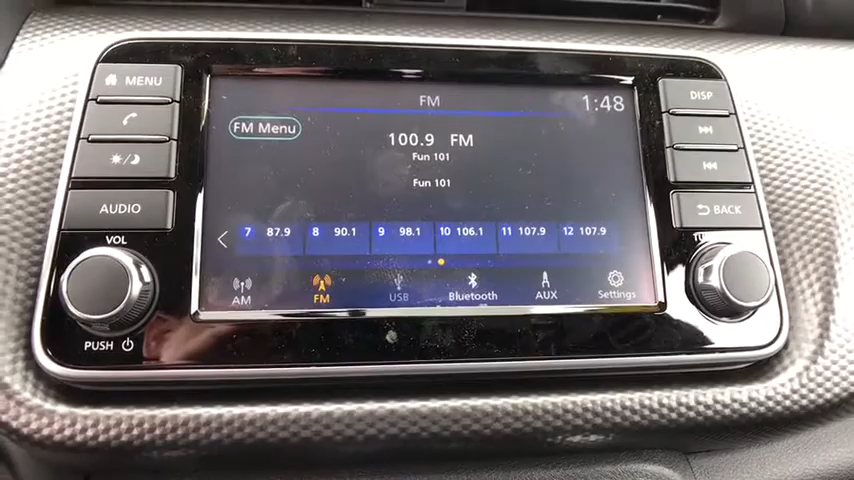 MENU
FM
1:48
DISP
FM Menu
100.9 FM
Fun 101
Fun 101
AUDIO
BACK
7 87.9 8 90.1 9 98.1 10 106.1 11 107.9 12 107.9
VOL
AM FM USB Bluetooth AUX Settings
PUSH